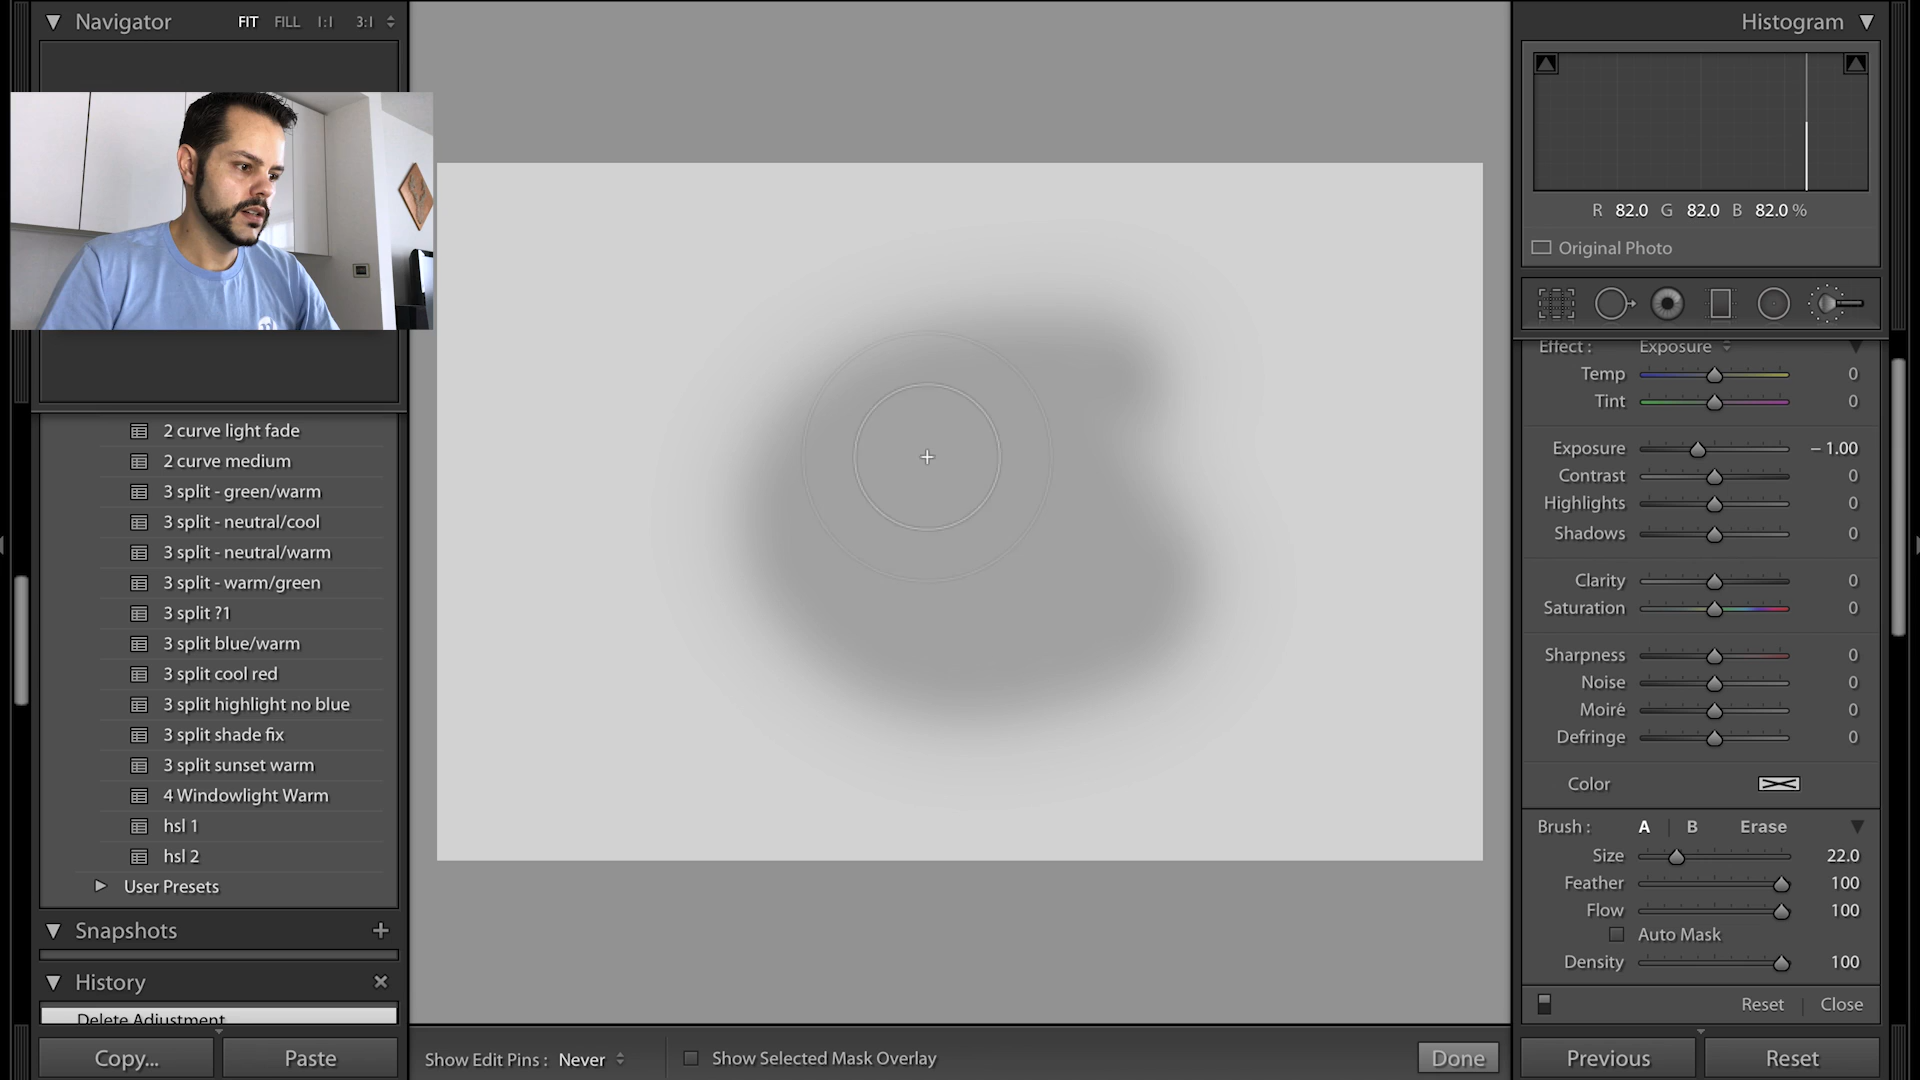 Navigator FIT FILL 1:1 3:1
2 curve light fade
2 curve medium
3 split - green/warm
3 split - neutral/cool
3 split - neutral/warm
3 split - warm/green
3 split ?1
3 split blue/warm
3 split cool red
3 split highlight no blue
3 split shade fix
3 split sunset warm
4 Windowlight Warm
hsl 1
hsl 2
User Presets
Snapshots +
History
Delete Adjustment
Copy... Paste
Show Edit Pins : Never Show Selected Mask Overlay Done
Histogram
R 82.0 G 82.0 B 82.0 %
Original Photo
Effect : Exposure
Temp 0
Tint 0
Exposure – 1.00
Contrast 0
Highlights 0
Shadows 0
Clarity 0
Saturation 0
Sharpness 0
Noise 0
Moiré 0
Defringe 0
Color
Brush : A | B Erase
Size 22.0
Feather 100
Flow 100
Auto Mask
Density 100
Reset | Close
Previous Reset